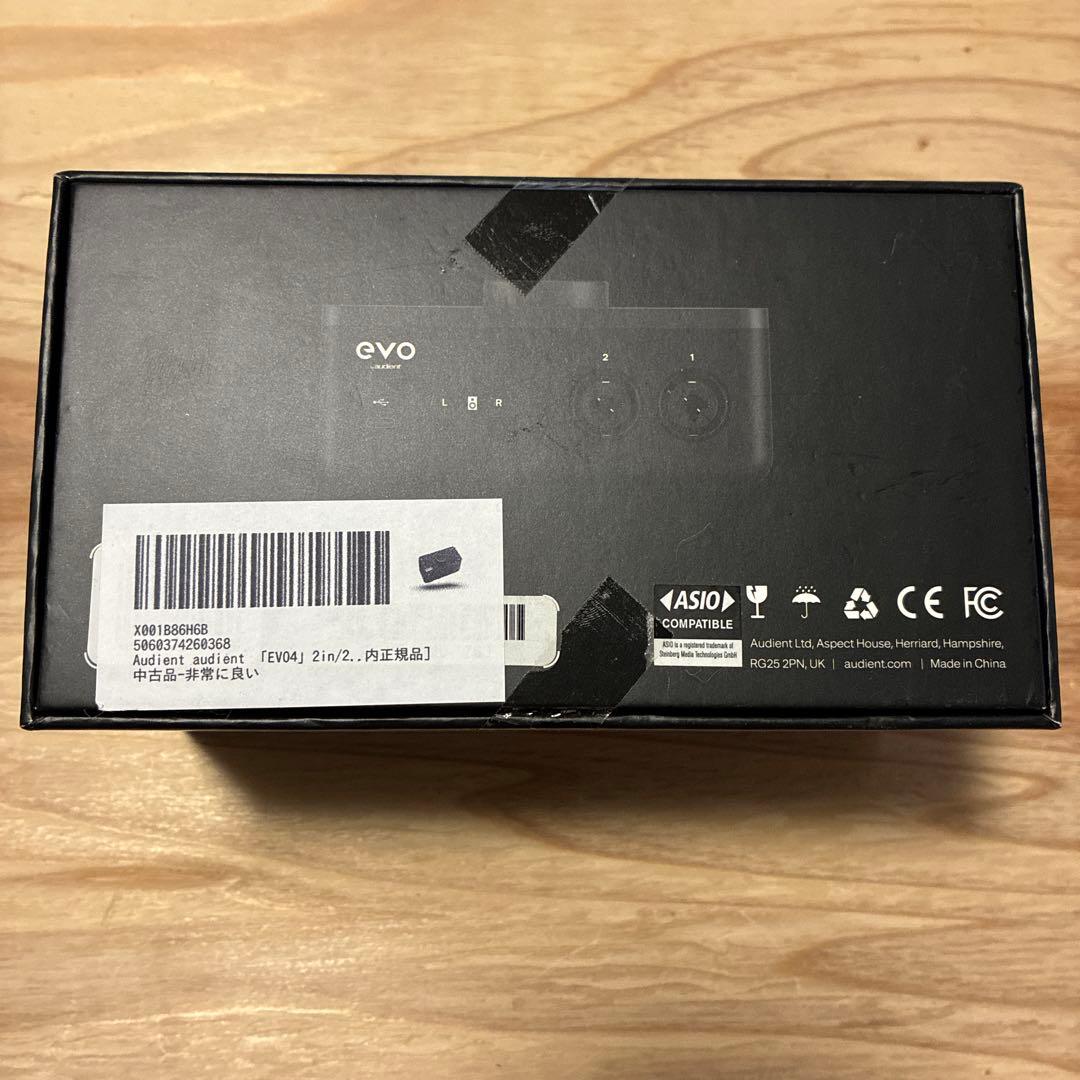 evo
audient
2 1
L R
X001B86H6B
5060374260368
Audient audient 「EVO4」2in/2..内正規品]
中古品-非常に良い
ASIO
COMPATIBLE
ASIO is a registered trademark of
Steinberg Media Technologies GmbH
CE FC
Audient Ltd, Aspect House, Herriard, Hampshire,
RG25 2PN, UK | audient.com | Made in China